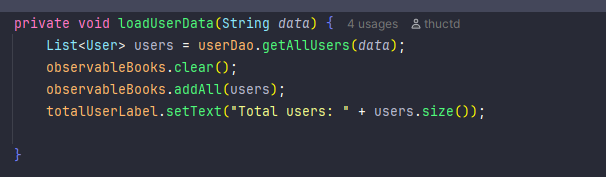 private void loadUserData(String data) { 4 usages thuctd
List<User> users = userDao.getAllUsers(data);
observableBooks.clear();
observableBooks.addAll(users);
totalUserLabel.setText("Total users: " + users.size());
}